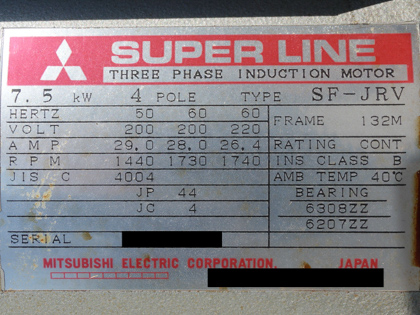 SUPER LINE
THREE PHASE INDUCTION MOTOR
7.5 kW 4 POLE TYPE SF-JRV
HERTZ 50 60 60 FRAME 132M
VOLT 200 200 220
AMP 29.0 28.0 26.4 RATING CONT
RPM 1440 1730 1740 INS CLASS B
JIS C 4004 AMB TEMP 40℃
JP 44 BEARING
JC 4 6308ZZ
6207ZZ
SERIAL
MITSUBISHI ELECTRIC CORPORATION. JAPAN